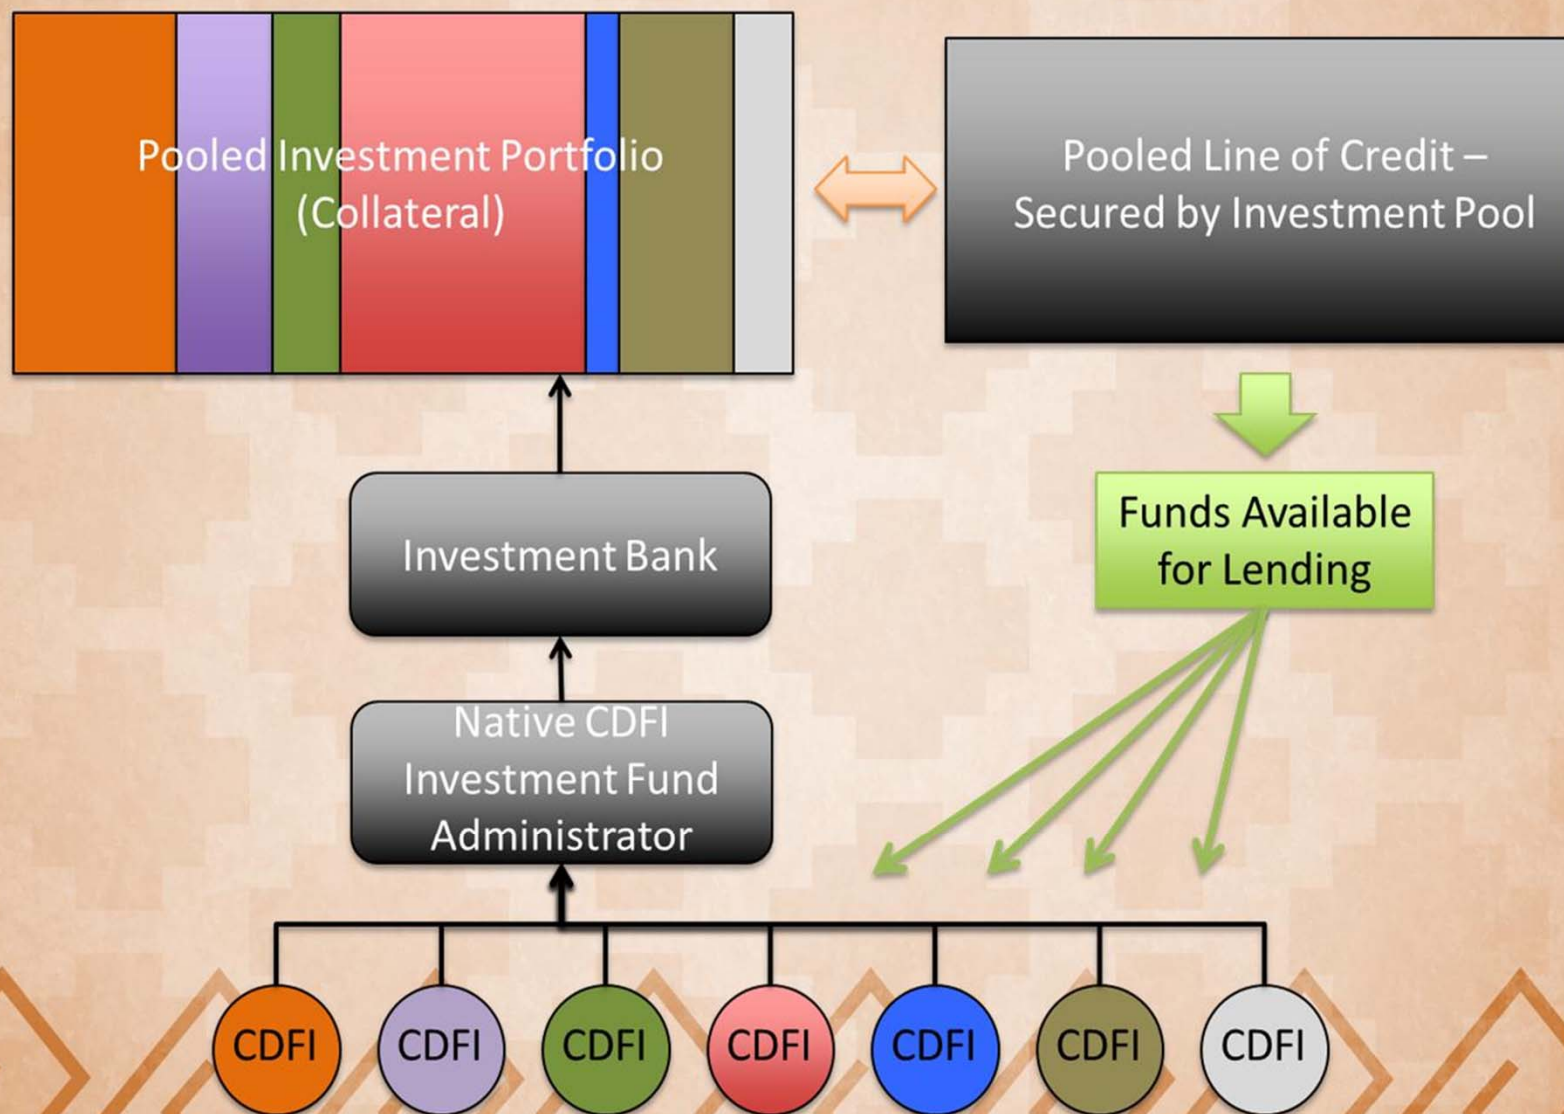 Pooled Investment Portfolio
(Collateral)
Pooled Line of Credit –
Secured by Investment Pool
Investment Bank
Funds Available
for Lending
Native CDFI
Investment Fund
Administrator
CDFI
CDFI
CDFI
CDFI
CDFI
CDFI
CDFI